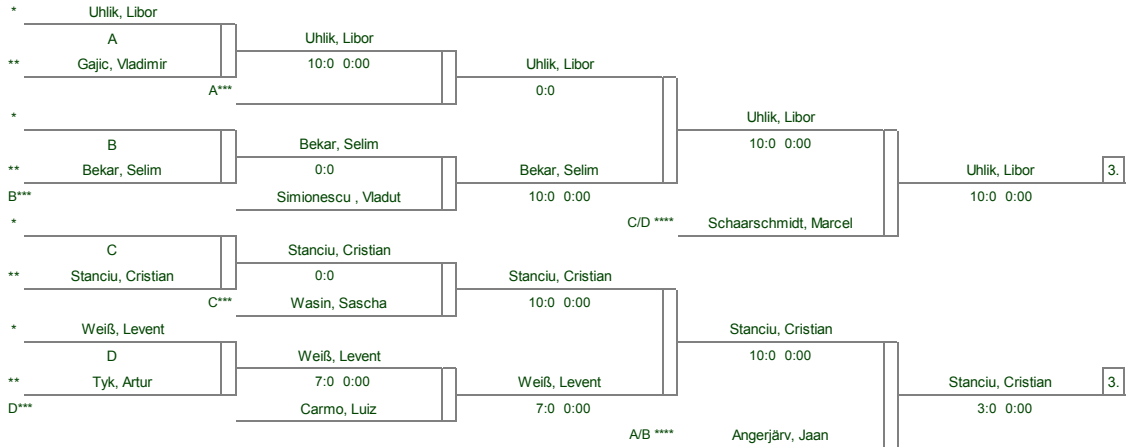 * Uhlik, Libor
A Uhlik, Libor
** Gajic, Vladimir 10:0 0:00 Uhlik, Libor
A*** 0:0
* Uhlik, Libor
B Bekar, Selim 10:0 0:00
** Bekar, Selim 0:0 Bekar, Selim Uhlik, Libor 3.
B*** Simionescu , Vladut 10:0 0:00 10:0 0:00
* C/D **** Schaarschmidt, Marcel
C Stanciu, Cristian
** Stanciu, Cristian 0:0 Stanciu, Cristian
C*** Wasin, Sascha 10:0 0:00
* Weiß, Levent Stanciu, Cristian
D Weiß, Levent 10:0 0:00
** Tyk, Artur 7:0 0:00 Weiß, Levent Stanciu, Cristian 3.
D*** Carmo, Luiz 7:0 0:00 3:0 0:00
A/B **** Angerjärv, Jaan